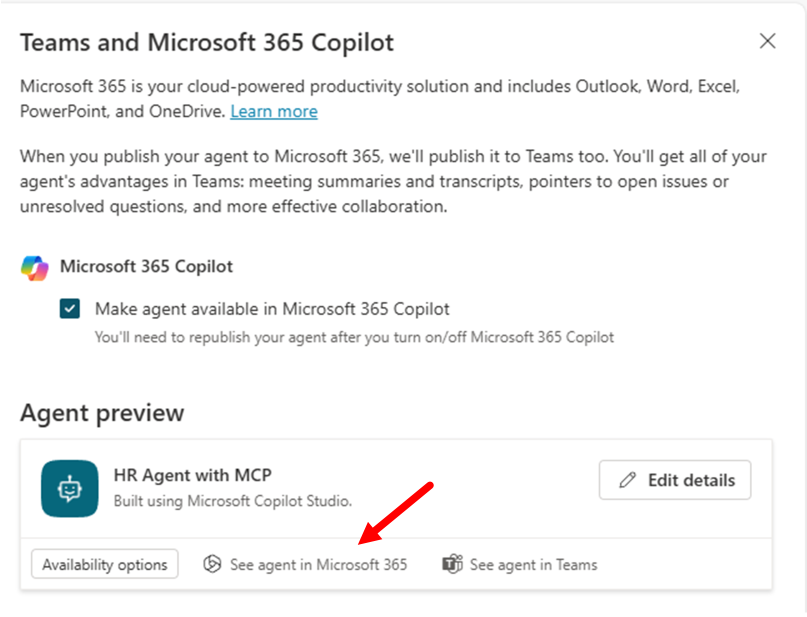 Teams and Microsoft 365 Copilot
Microsoft 365 is your cloud-powered productivity solution and includes Outlook, Word, Excel,
PowerPoint, and OneDrive. Learn more
When you publish your agent to Microsoft 365, we'll publish it to Teams too. You'll get all of your
agent's advantages in Teams: meeting summaries and transcripts, pointers to open issues or
unresolved questions, and more effective collaboration.
Microsoft 365 Copilot
Make agent available in Microsoft 365 Copilot
You'll need to republish your agent after you turn on/off Microsoft 365 Copilot
Agent preview
HR Agent with MCP
Built using Microsoft Copilot Studio.
Edit details
Availability options
See agent in Microsoft 365
See agent in Teams